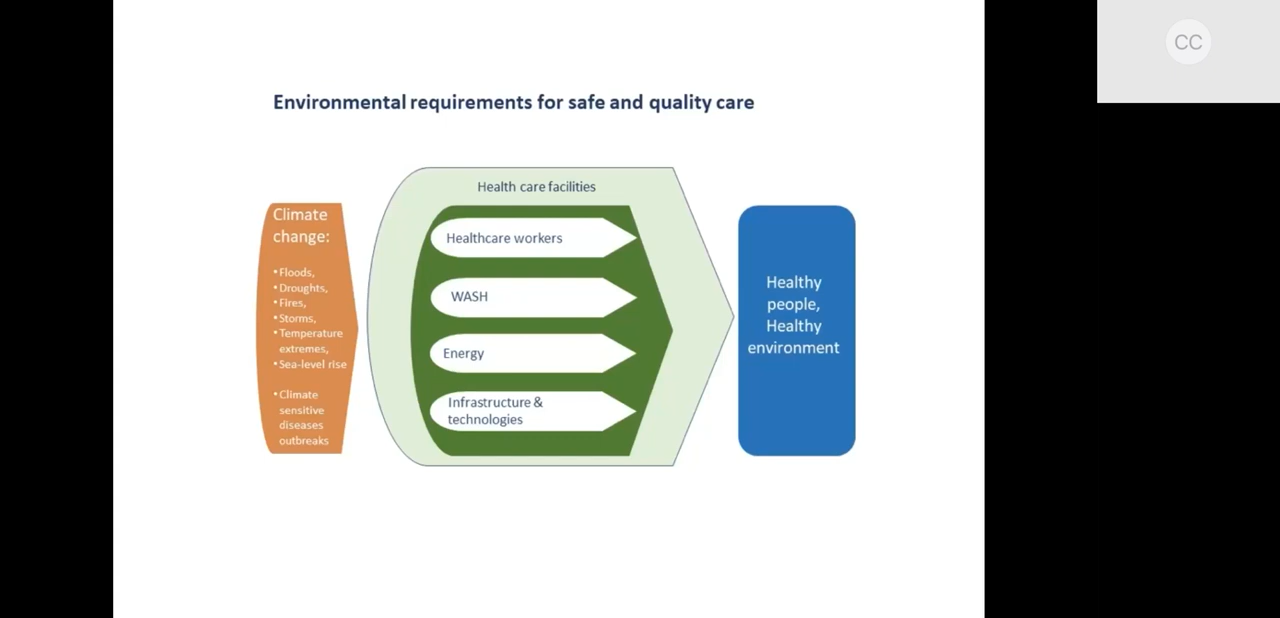 CC
Environmental requirements for safe and quality care
Climate
change:
• Floods,
• Droughts,
• Fires,
• Storms,
• Temperature
extremes,
• Sea-level rise
• Climate
sensitive
diseases
outbreaks
Health care facilities
Healthcare workers
WASH
Energy
Infrastructure &
technologies
Healthy
people,
Healthy
environment